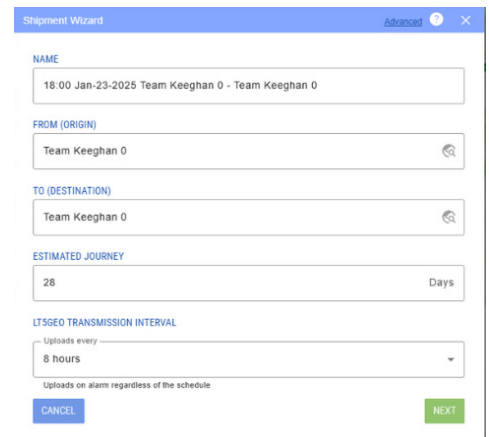 Shipment Wizard
Advanced ?
NAME
18:00 Jan-23-2025 Team Keeghan 0 - Team Keeghan 0
FROM (ORIGIN)
Team Keeghan 0
TO (DESTINATION)
Team Keeghan 0
ESTIMATED JOURNEY
28 Days
LT5GEO TRANSMISSION INTERVAL
Uploads every
8 hours
Uploads on alarm regardless of the schedule
CANCEL
NEXT